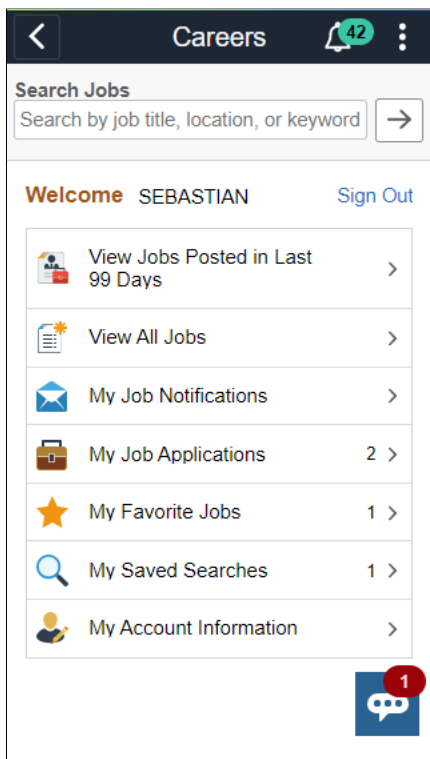 Careers
42
Search Jobs
Search by job title, location, or keyword
Welcome SEBASTIAN Sign Out
View Jobs Posted in Last
99 Days
View All Jobs
My Job Notifications
My Job Applications 2
My Favorite Jobs 1
My Saved Searches 1
My Account Information
1